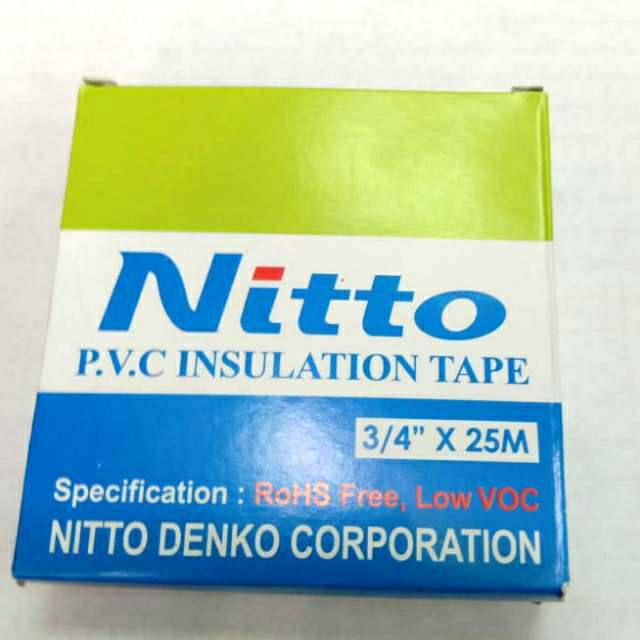 Nitto
P.V.C INSULATION TAPE
3/4” X 25M
Specification : RoHS Free, Low VOC
NITTO DENKO CORPORATION